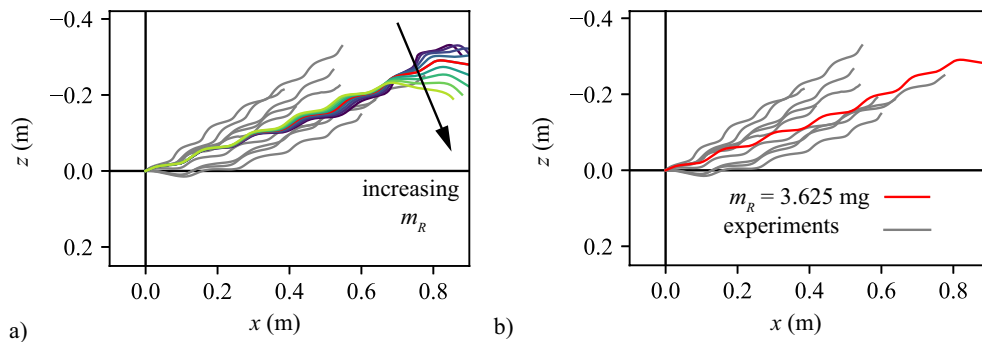 −0.4
−0.2
0.0
0.2
z (m)
0.0 0.2 0.4 0.6 0.8
x (m)
increasing
m_R
a)
−0.4
−0.2
0.0
0.2
z (m)
0.0 0.2 0.4 0.6 0.8
x (m)
m_R = 3.625 mg
experiments
b)